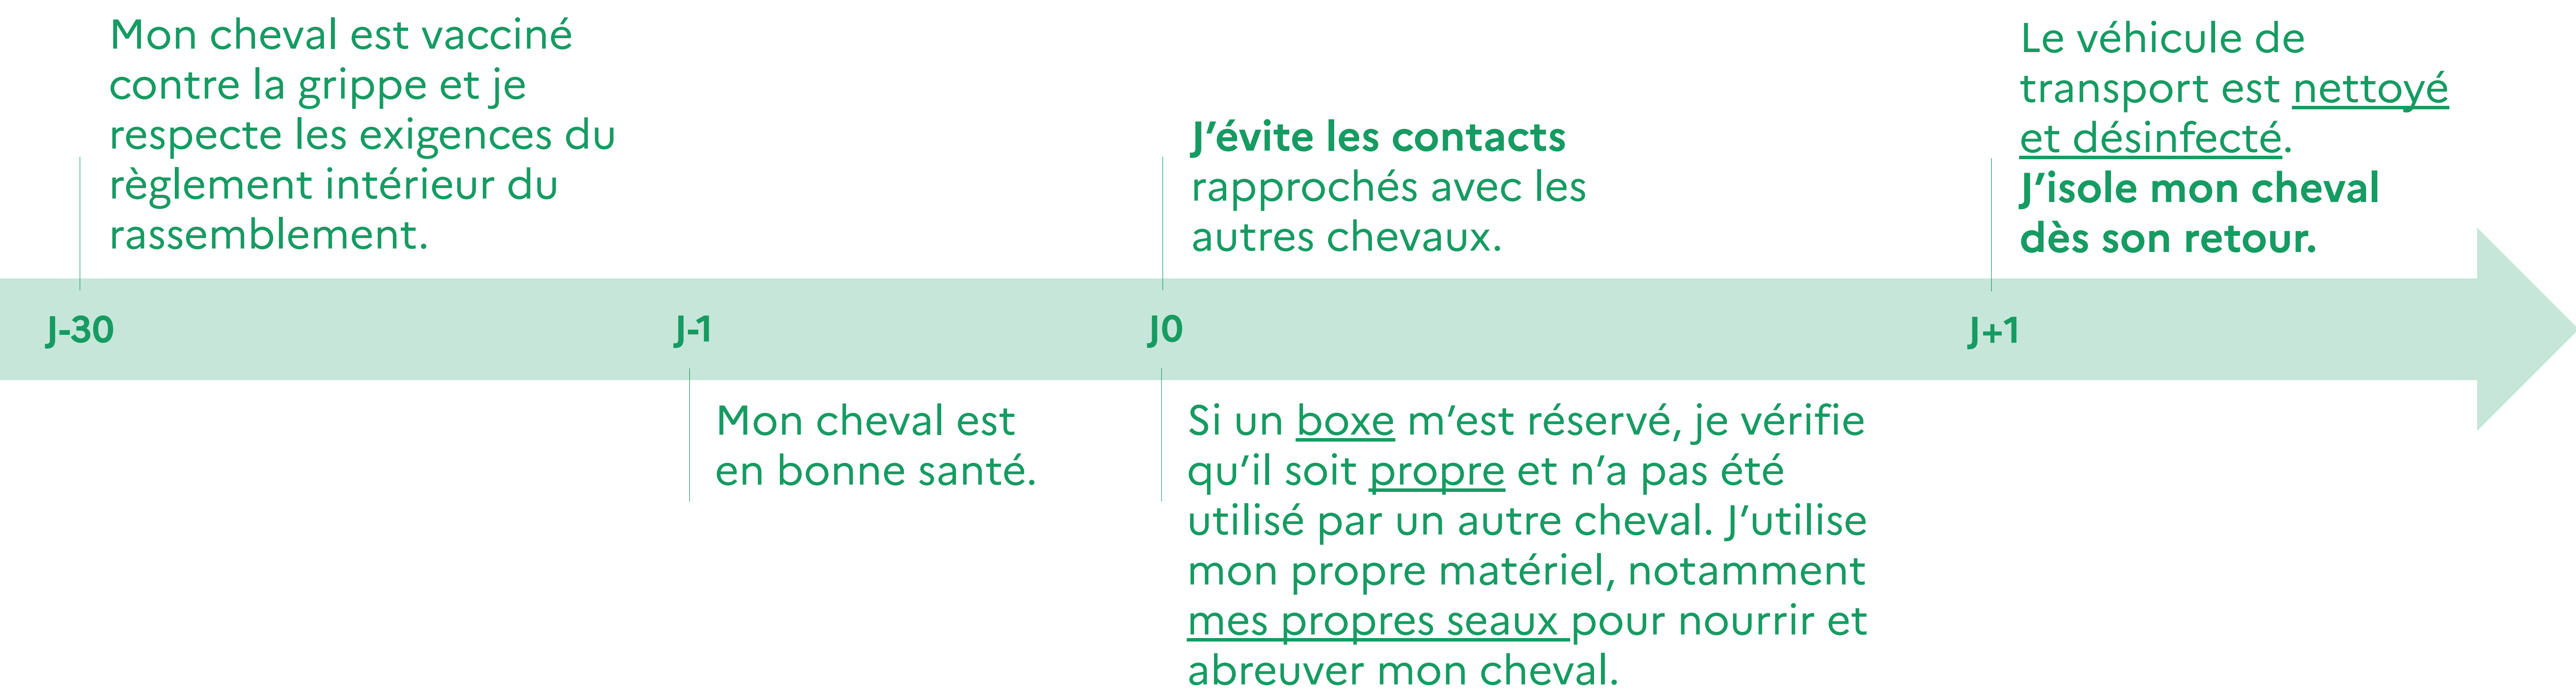 Mon cheval est vacciné
contre la grippe et je
respecte les exigences du
règlement intérieur du
rassemblement.
J’évite les contacts
rapprochés avec les
autres chevaux.
Le véhicule de
transport est nettoyé
et désinfecté.
J’isole mon cheval
dès son retour.
J-30
J-1
J0
J+1
Mon cheval est
en bonne santé.
Si un boxe m’est réservé, je vérifie
qu’il soit propre et n’a pas été
utilisé par un autre cheval. J’utilise
mon propre matériel, notamment
mes propres seaux pour nourrir et
abreuver mon cheval.